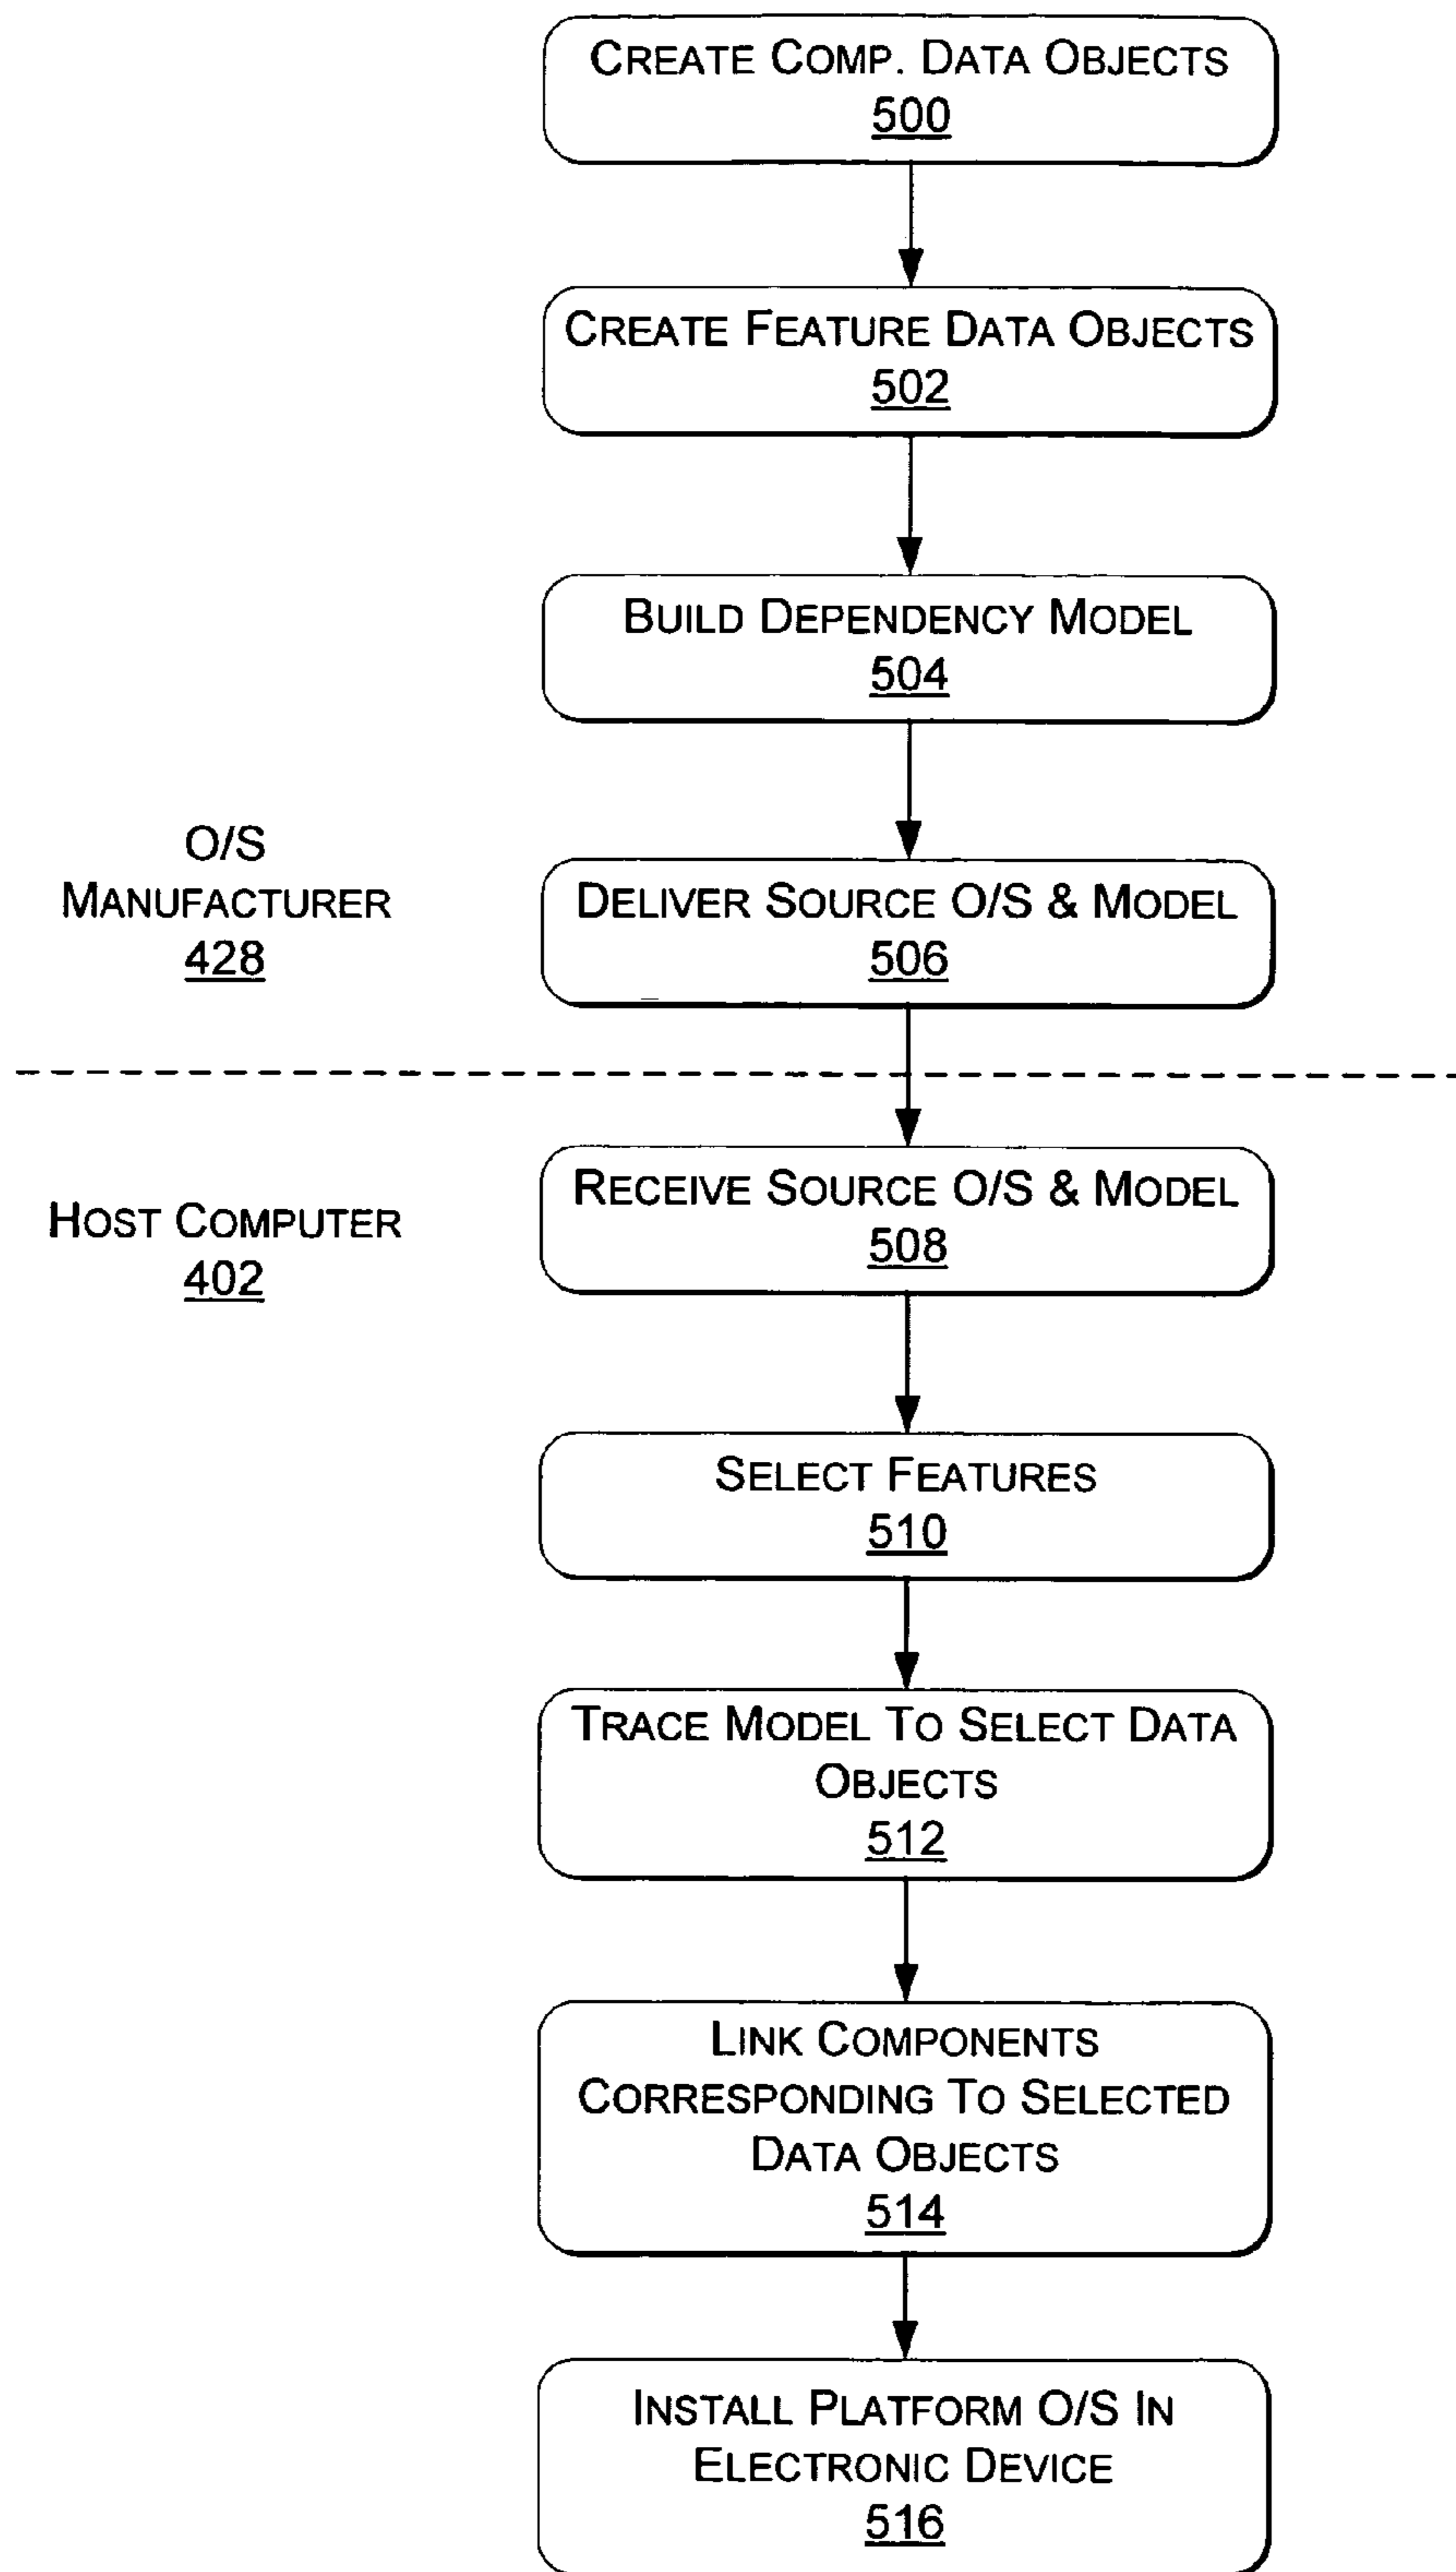 CREATE COMP. DATA OBJECTS
500
CREATE FEATURE DATA OBJECTS
502
BUILD DEPENDENCY MODEL
504
O/S
MANUFACTURER
428
DELIVER SOURCE O/S & MODEL
506
RECEIVE SOURCE O/S & MODEL
508
HOST COMPUTER
402
SELECT FEATURES
510
TRACE MODEL TO SELECT DATA
OBJECTS
512
LINK COMPONENTS
CORRESPONDING TO SELECTED
DATA OBJECTS
514
INSTALL PLATFORM O/S IN
ELECTRONIC DEVICE
516